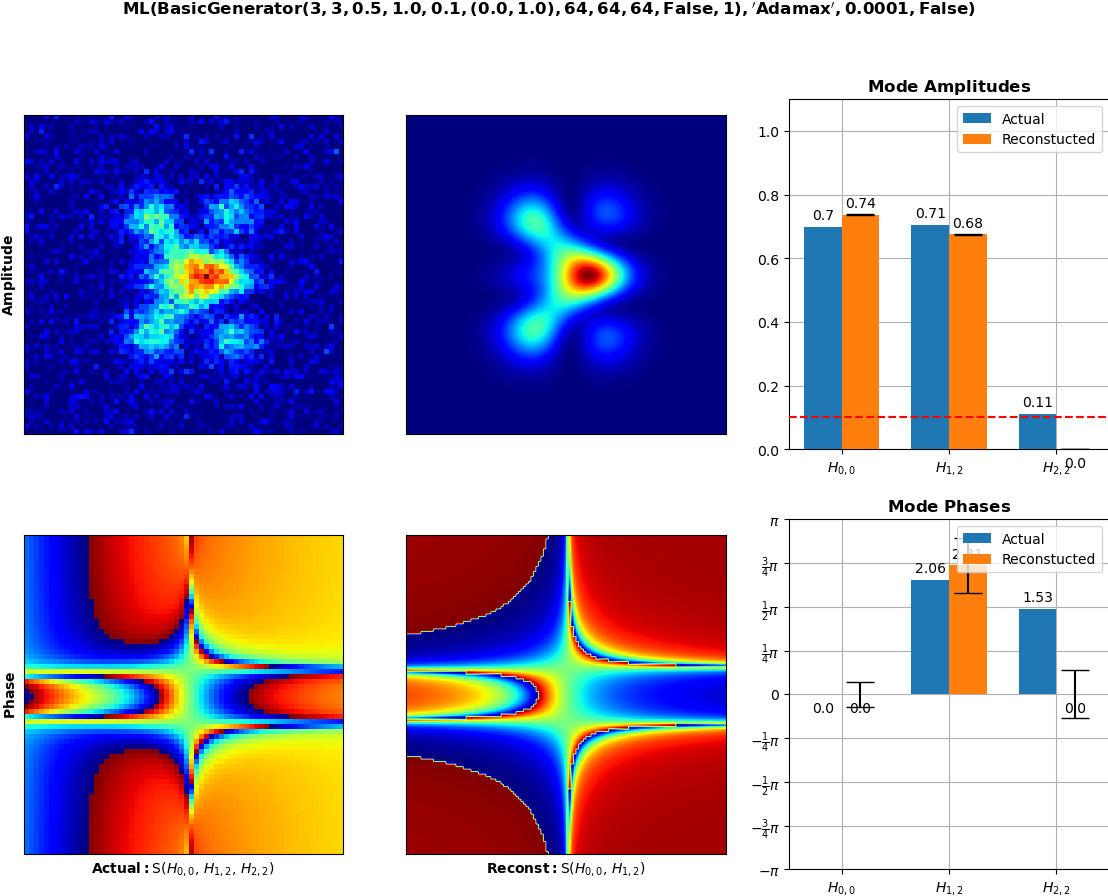 ML(BasicGenerator(3, 3, 0.5, 1.0, 0.1, (0.0, 1.0), 64, 64, 64, False, 1), ′Adamax′, 0.0001, False)
Amplitude
Mode Amplitudes
Actual
Reconstucted
1.0
0.8
0.6
0.4
0.2
0.0
0.7
0.74
0.71
0.68
0.11
0.0
H0,0
H1,2
H2,2
Phase
Actual: S(H0,0, H1,2, H2,2)
Reconst: S(H0,0, H1,2)
Mode Phases
Actual
Reconstucted
π
3/4π
1/2π
1/4π
0
−1/4π
−1/2π
−3/4π
−π
0.0
0.0
2.06
1.53
0.0
H0,0
H1,2
H2,2